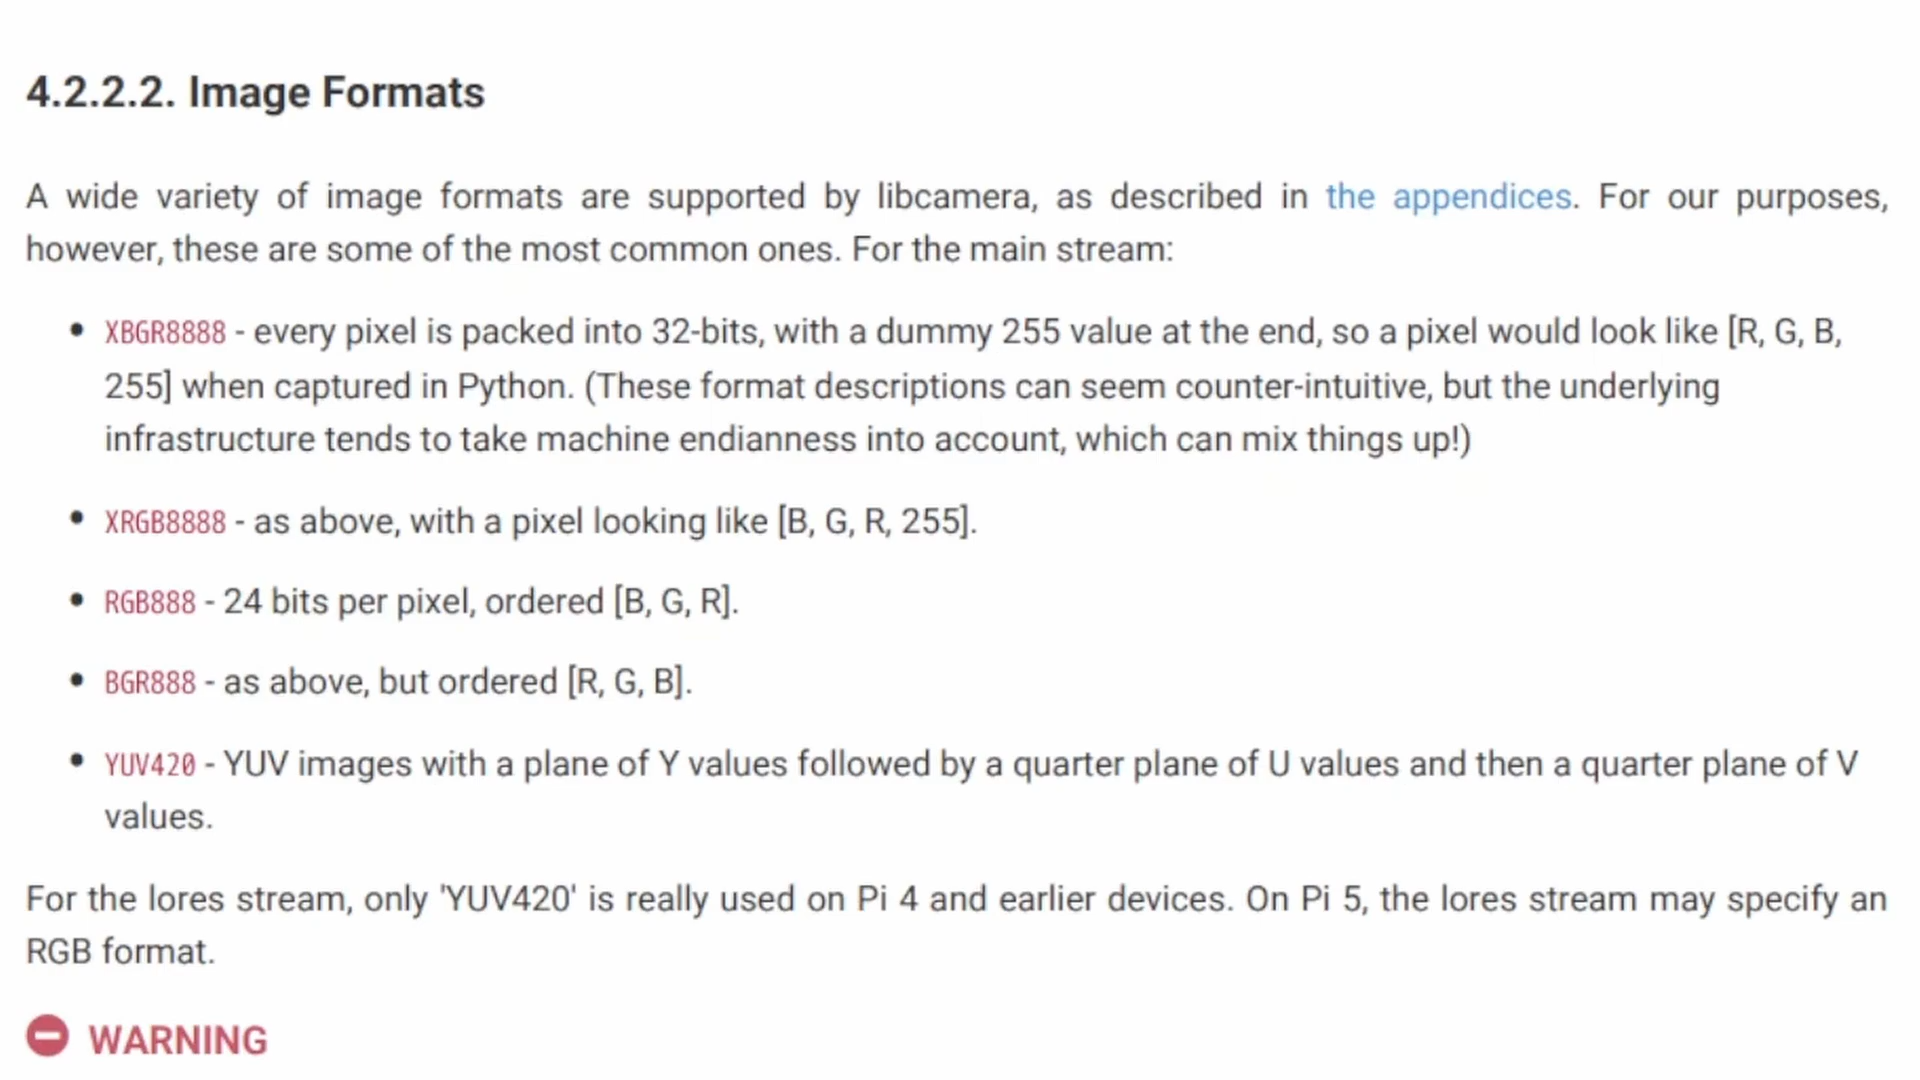 4.2.2.2. Image Formats
A wide variety of image formats are supported by libcamera, as described in the appendices. For our purposes,
however, these are some of the most common ones. For the main stream:
• XBGR8888 - every pixel is packed into 32-bits, with a dummy 255 value at the end, so a pixel would look like [R, G, B,
255] when captured in Python. (These format descriptions can seem counter-intuitive, but the underlying
infrastructure tends to take machine endianness into account, which can mix things up!)
• XRGB8888 - as above, with a pixel looking like [B, G, R, 255].
• RGB888 - 24 bits per pixel, ordered [B, G, R].
• BGR888 - as above, but ordered [R, G, B].
• YUV420 - YUV images with a plane of Y values followed by a quarter plane of U values and then a quarter plane of V
values.
For the lores stream, only 'YUV420' is really used on Pi 4 and earlier devices. On Pi 5, the lores stream may specify an
RGB format.
WARNING